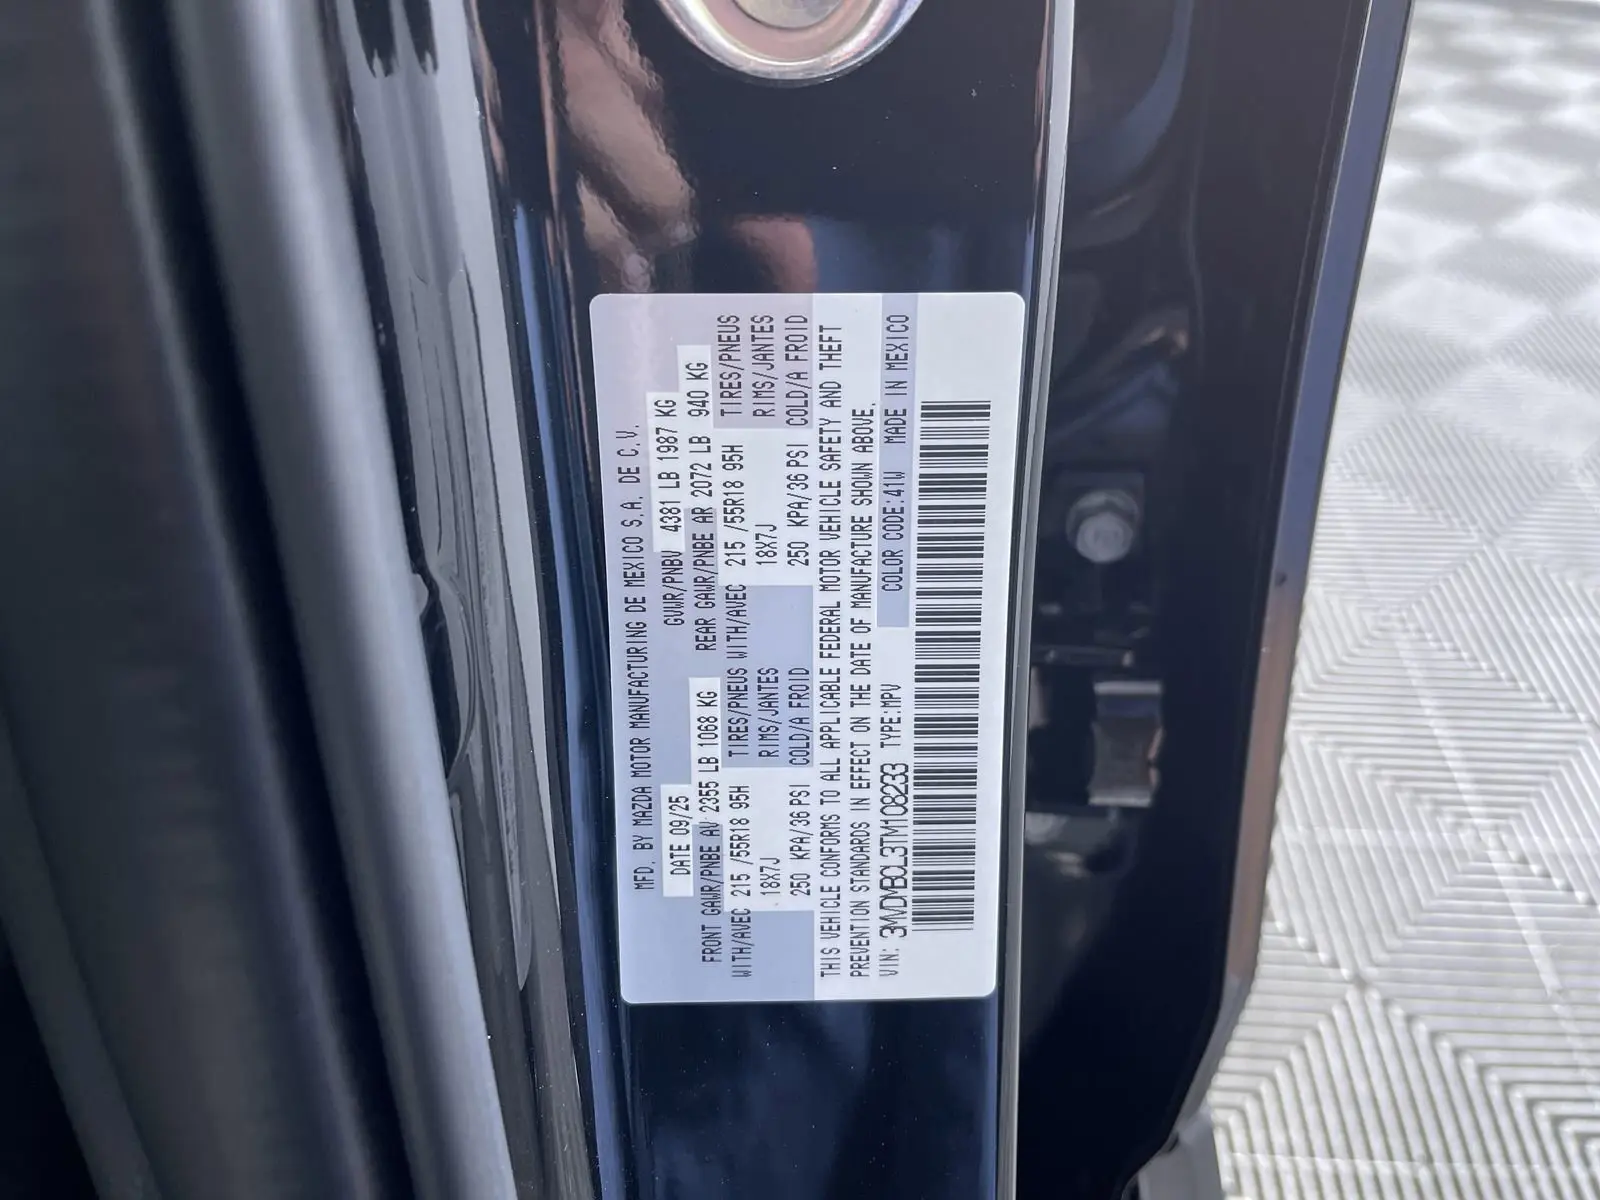 MFD. BY MAZDA MOTOR MANUFACTURING DE MEXICO S.A. DE C.V.
DATE 09/25 GVWR/PNBV 4381 LB 1987 KG
FRONT GAWR/PNBE AV 2355 LB 1068 KG REAR GAWR/PNBE AR 2072 LB 940 KG
WITH/AVEC 215 /55R18 95H TIRES/PNEUS WITH/AVEC 215 /55R18 95H TIRES/PNEUS
18X7J RIMS/JANTES 18X7J RIMS/JANTES
250 KPA/36 PSI COLD/A FROID 250 KPA/36 PSI COLD/A FROID
THIS VEHICLE CONFORMS TO ALL APPLICABLE FEDERAL MOTOR VEHICLE SAFETY AND THEFT
PREVENTION STANDARDS IN EFFECT ON THE DATE OF MANUFACTURE SHOWN ABOVE.
VIN: 3MVDMBCL3TM108233 TYPE:MPV COLOR CODE:41W MADE IN MEXICO